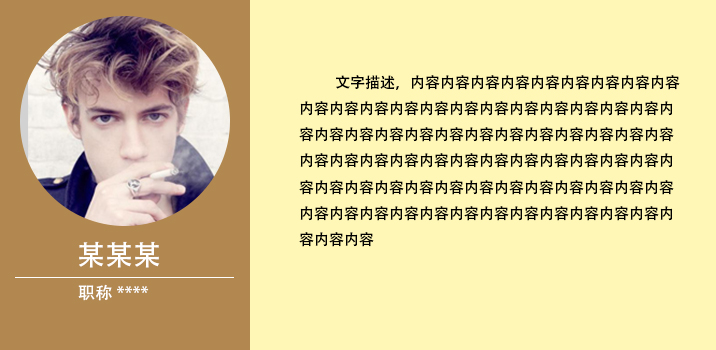 某某某
职称 ****
文字描述，内容内容内容内容内容内容内容内容内容
内容内容内容内容内容内容内容内容内容内容内容内容内
容内容内容内容内容内容内容内容内容内容内容内容内容
内容内容内容内容内容内容内容内容内容内容内容内容内
容内容内容内容内容内容内容内容内容内容内容内容内容
内容内容内容内容内容内容内容内容内容内容内容内容内
容内容内容